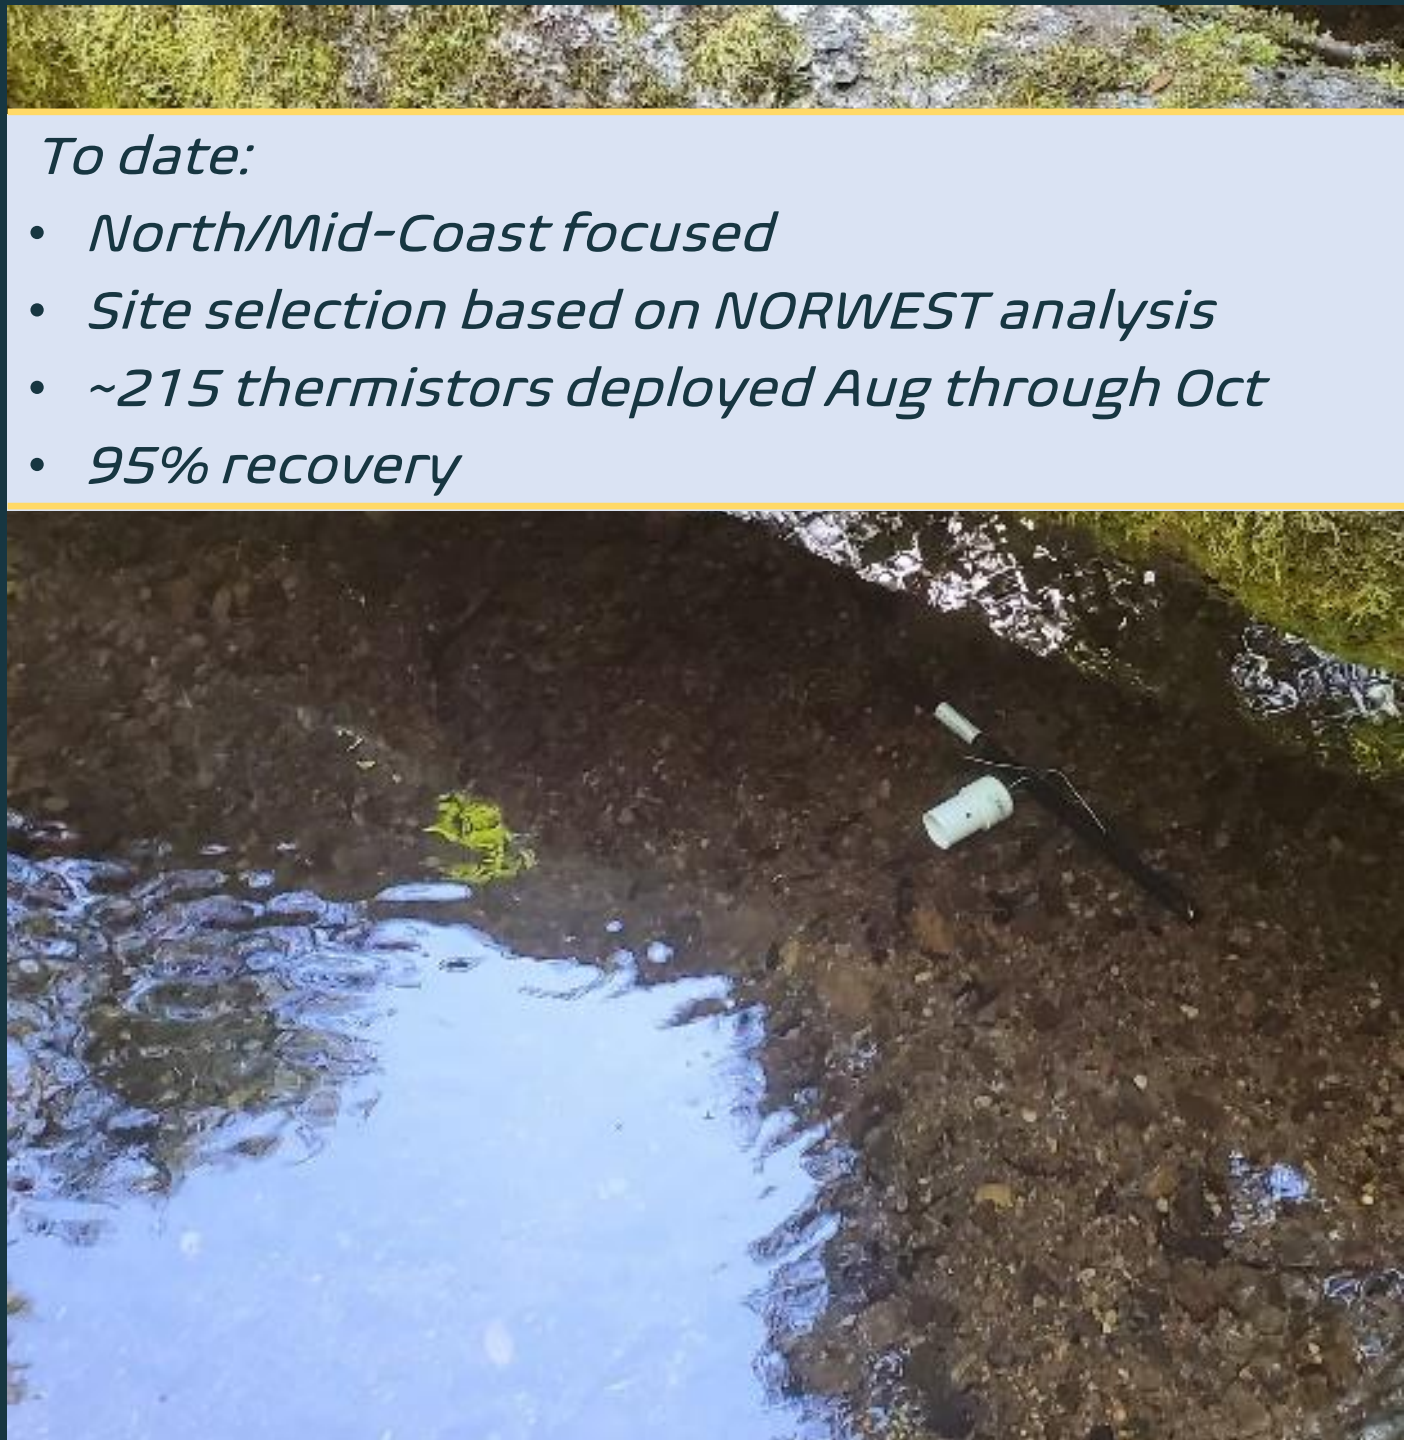 To date:
• North/Mid-Coast focused
• Site selection based on NORWEST analysis
• ~215 thermistors deployed Aug through Oct
• 95% recovery